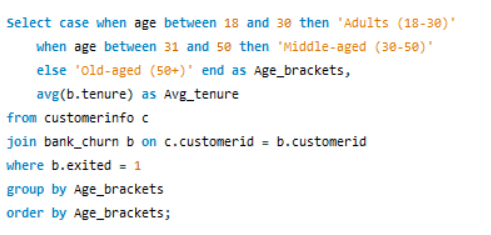 Select case when age between 18 and 30 then 'Adults (18-30)'
when age between 31 and 50 then 'Middle-aged (30-50)'
else 'Old-aged (50+)' end as Age_brackets,
avg(b.tenure) as Avg_tenure
from customerinfo c
join bank_churn b on c.customerid = b.customerid
where b.exited = 1
group by Age_brackets
order by Age_brackets;